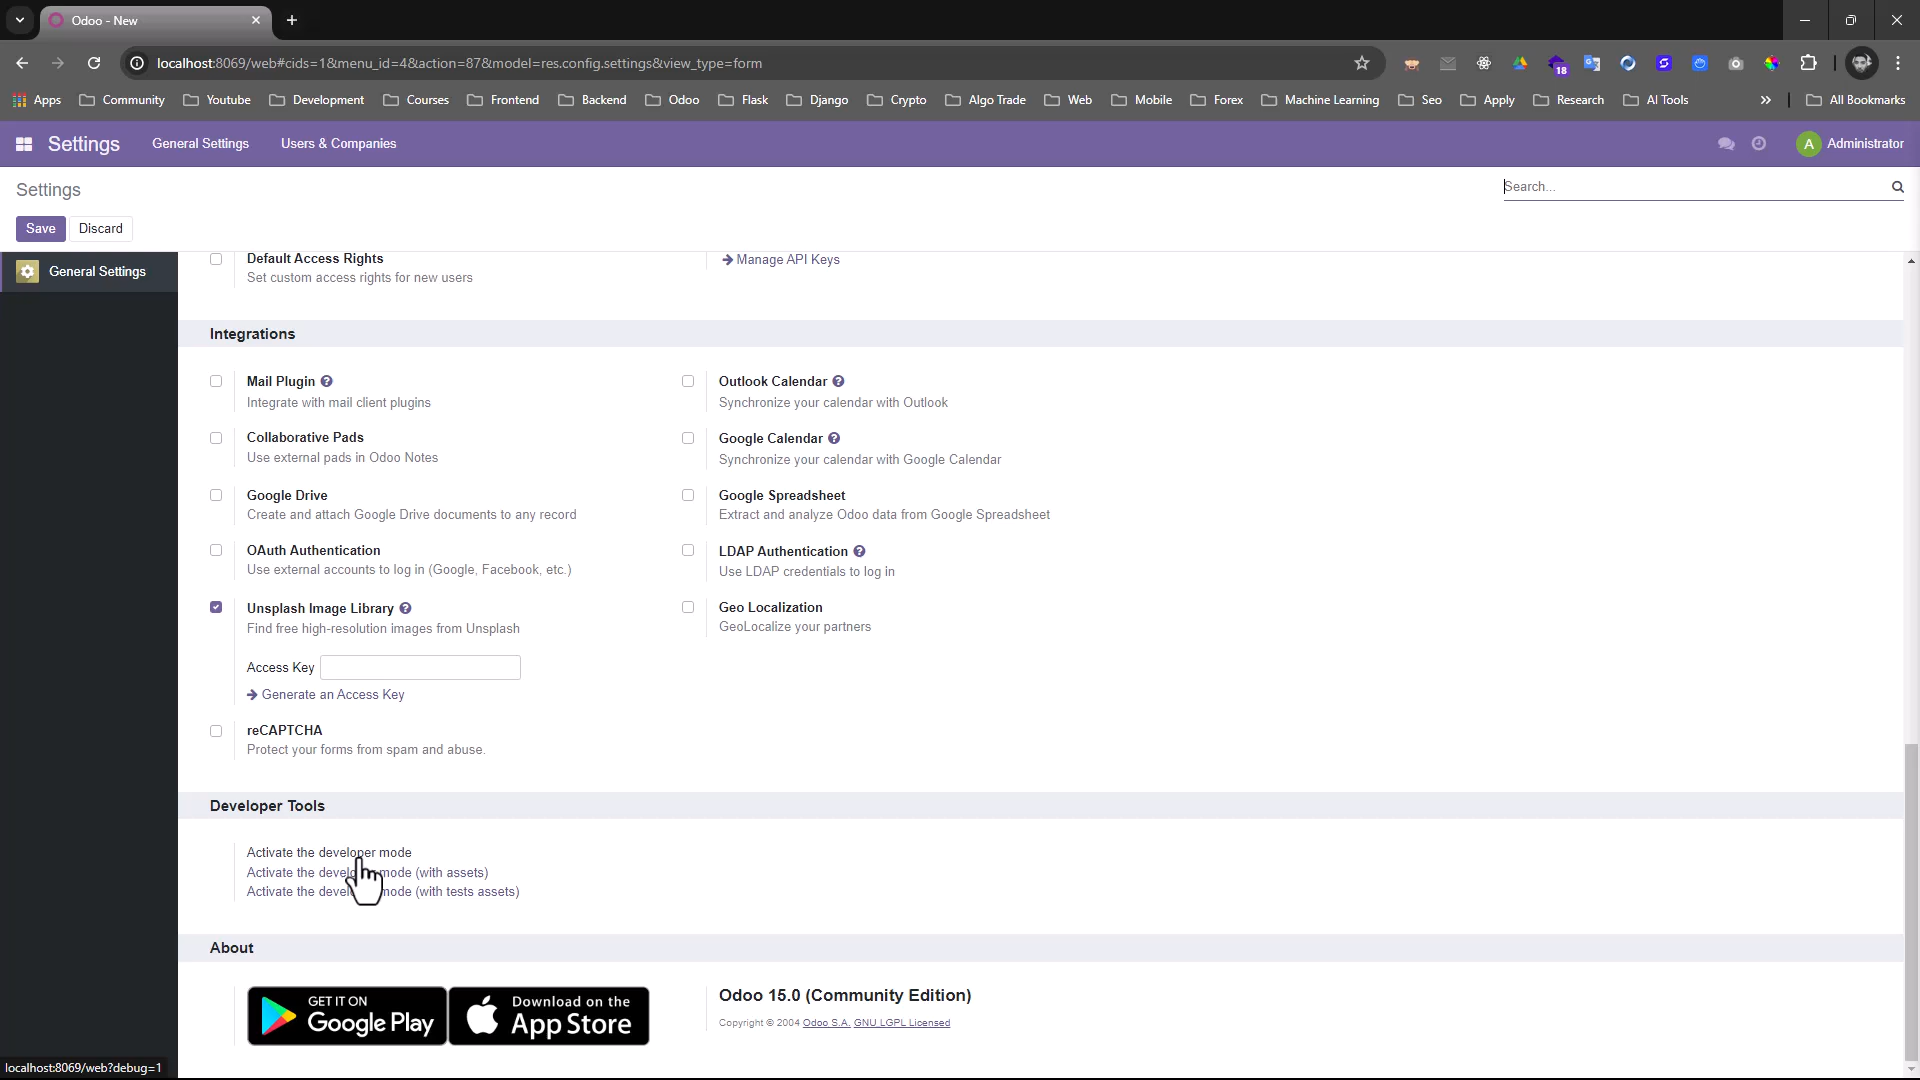 Odoo - New
localhost:8069/web#cids=1&menu_id=4&action=87&model=res.config.settings&view_type=form
18
Apps Community Youtube Development Courses Frontend Backend Odoo Flask Django Crypto Algo Trade Web Mobile Forex Machine Learning Seo Apply Research AI Tools » All Bookmarks
Settings General Settings Users & Companies A Administrator
Settings
Search...
Save Discard
General Settings
Default Access Rights
Set custom access rights for new users
Manage API Keys
Integrations
Mail Plugin
Integrate with mail client plugins
Outlook Calendar
Synchronize your calendar with Outlook
Collaborative Pads
Use external pads in Odoo Notes
Google Calendar
Synchronize your calendar with Google Calendar
Google Drive
Create and attach Google Drive documents to any record
Google Spreadsheet
Extract and analyze Odoo data from Google Spreadsheet
OAuth Authentication
Use external accounts to log in (Google, Facebook, etc.)
LDAP Authentication
Use LDAP credentials to log in
Unsplash Image Library
Find free high-resolution images from Unsplash
Access Key
Generate an Access Key
Geo Localization
GeoLocalize your partners
reCAPTCHA
Protect your forms from spam and abuse.
Developer Tools
Activate the developer mode
Activate the developer mode (with assets)
Activate the developer mode (with tests assets)
About
GET IT ON
Google Play
Download on the
App Store
Odoo 15.0 (Community Edition)
Copyright © 2004 Odoo S.A. GNU LGPL Licensed
localhost:8069/web?debug=1